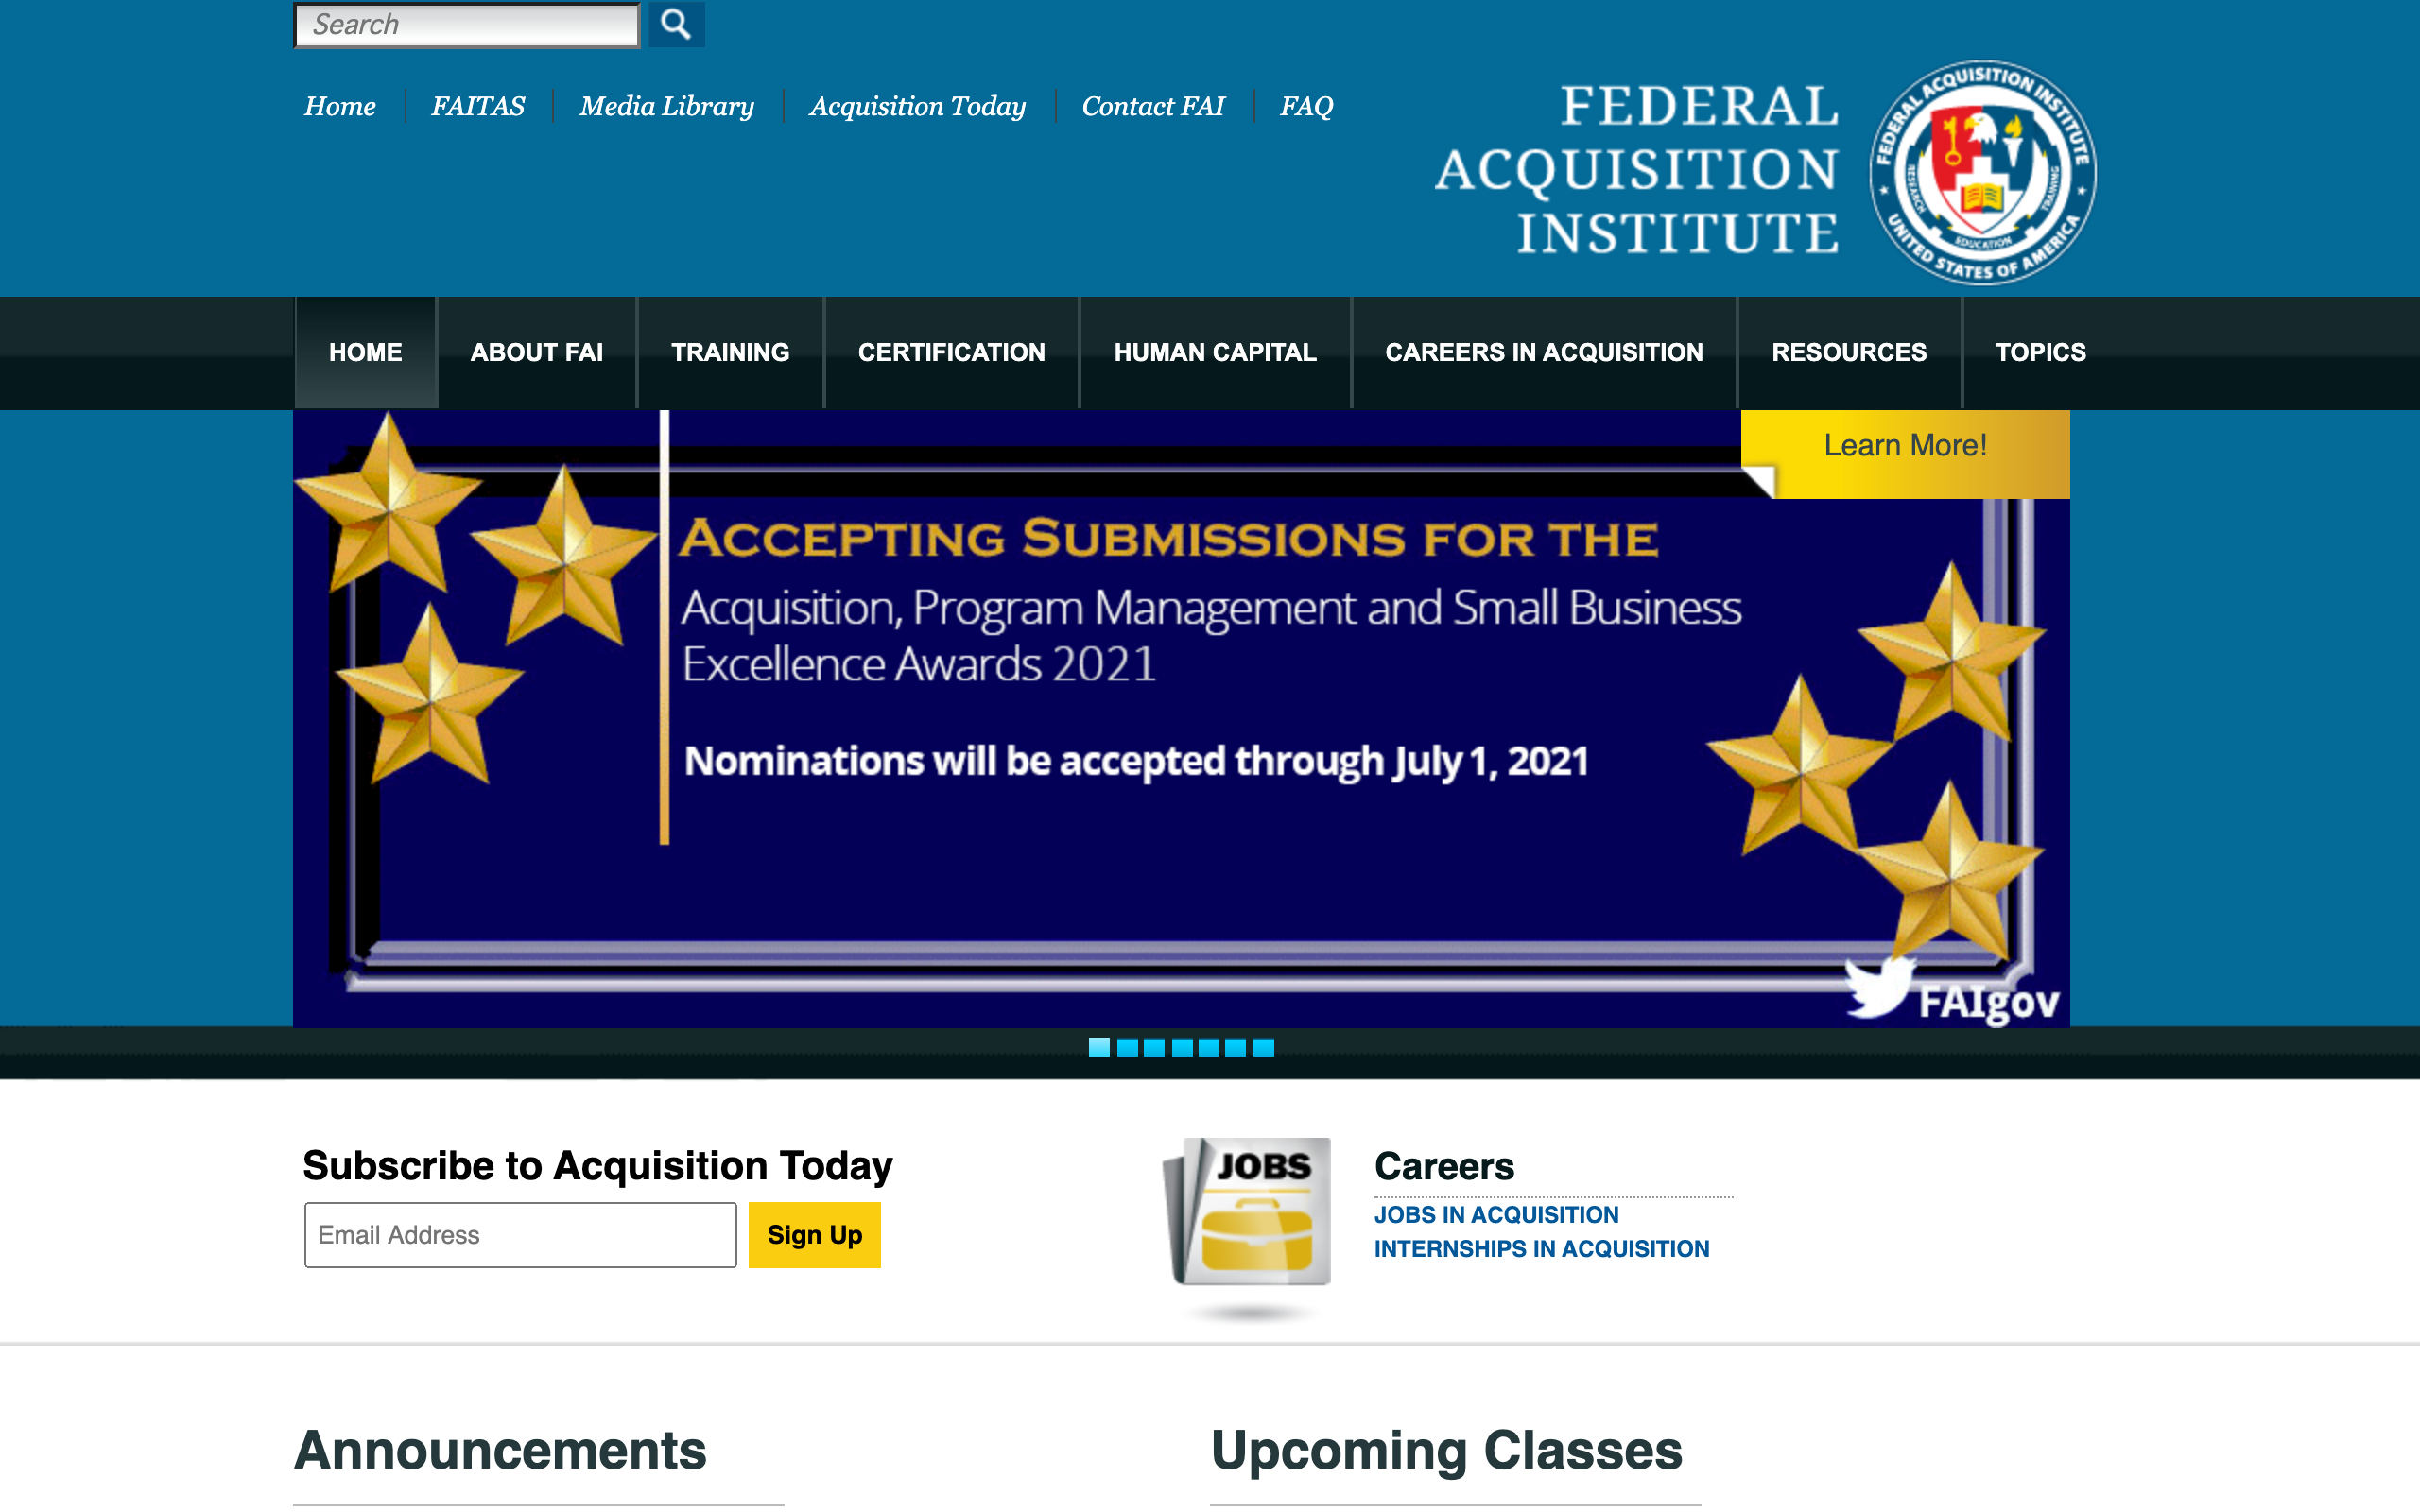 Search
Home
FAITAS
Media Library
Acquisition Today
Contact FAI
FAQ
FEDERAL
ACQUISITION
INSTITUTE
FEDERAL ACQUISITION INSTITUTE
RESEARCH
EDUCATION
TRAINING
UNITED STATES OF AMERICA
HOME
ABOUT FAI
TRAINING
CERTIFICATION
HUMAN CAPITAL
CAREERS IN ACQUISITION
RESOURCES
TOPICS
Learn More!
ACCEPTING SUBMISSIONS FOR THE
Acquisition, Program Management and Small Business
Excellence Awards 2021
Nominations will be accepted through July 1, 2021
FAIgov
Subscribe to Acquisition Today
Email Address
Sign Up
JOBS
Careers
JOBS IN ACQUISITION
INTERNSHIPS IN ACQUISITION
Announcements
Upcoming Classes